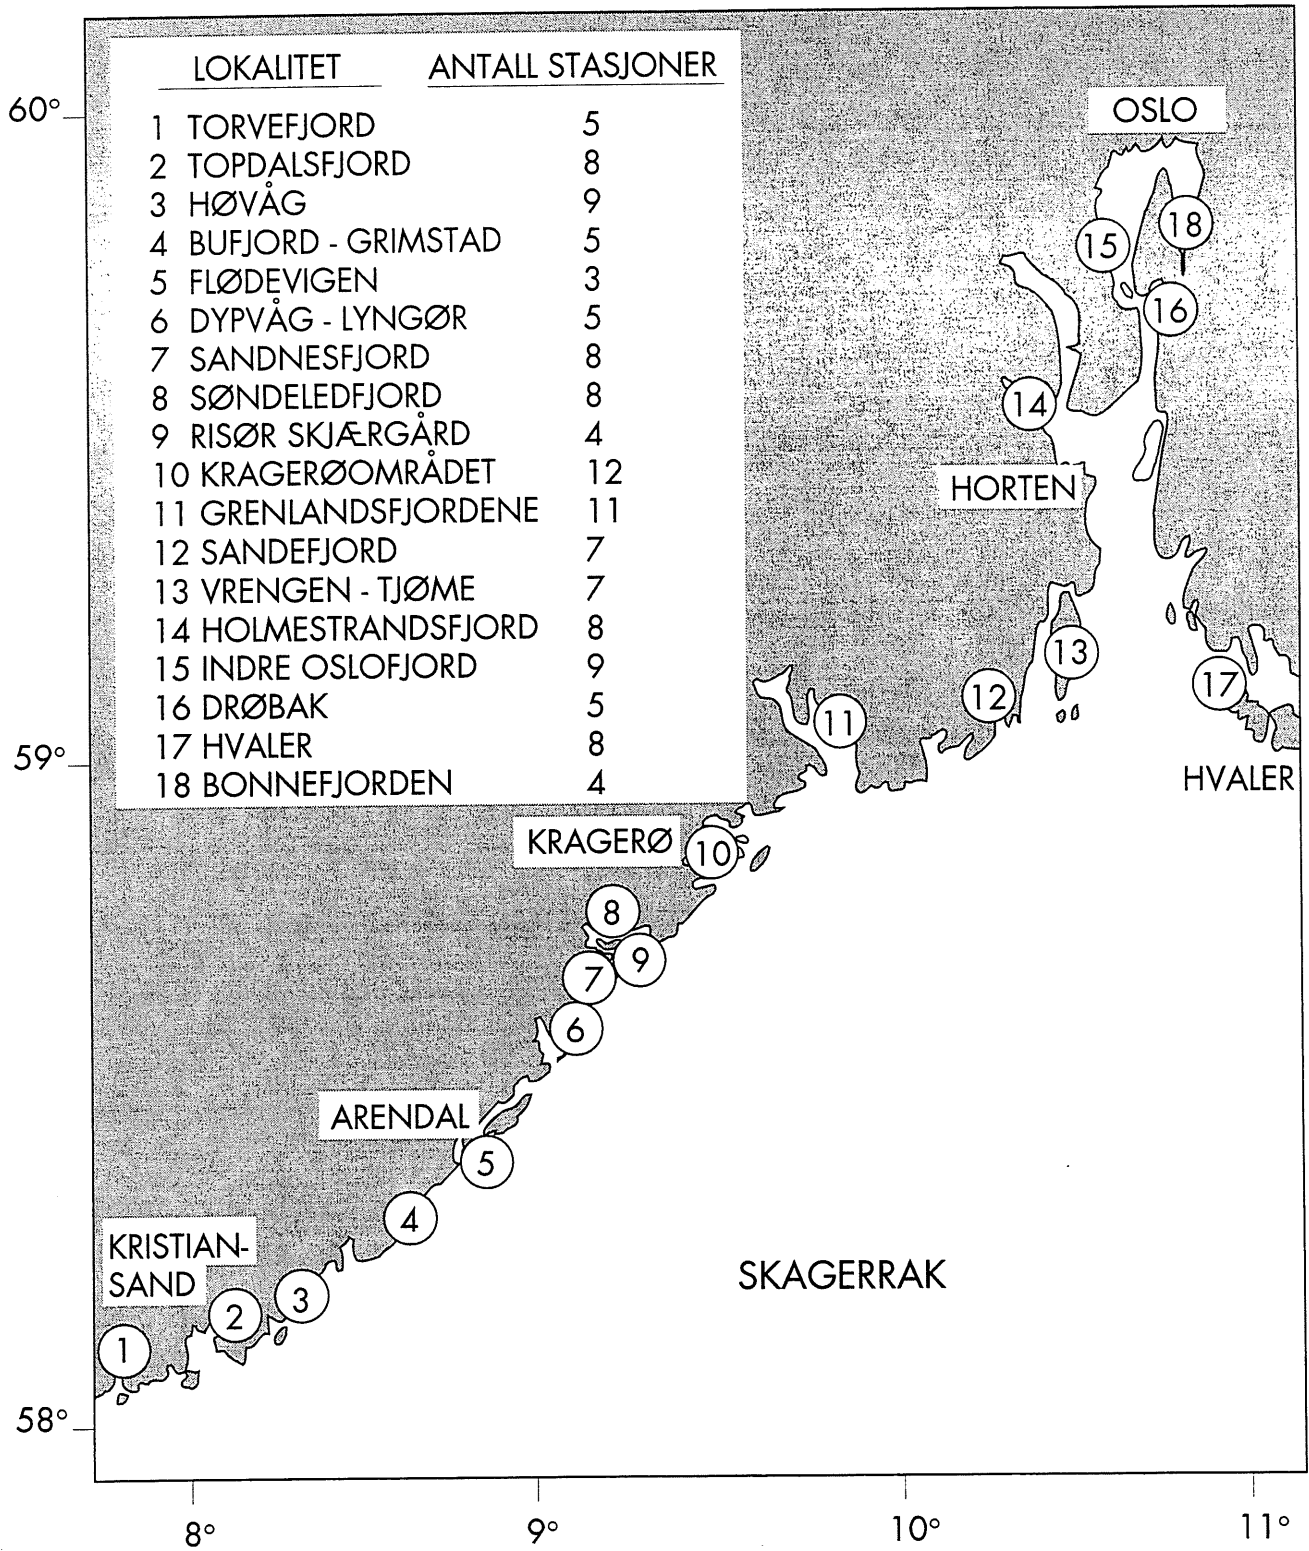 LOKALITET ANTALL STASJONER
1 TORVEFJORD 5
2 TOPDALSFJORD 8
3 HØVÅG 9
4 BUFJORD - GRIMSTAD 5
5 FLØDEVIGEN 3
6 DYPVÅG - LYNGØR 5
7 SANDNESFJORD 8
8 SØNDELEDFJORD 8
9 RISØR SKJÆRGÅRD 4
10 KRAGERØOMRÅDET 12
11 GRENLANDSFJORDENE 11
12 SANDEFJORD 7
13 VRENGEN - TJØME 7
14 HOLMESTRANDSFJORD 8
15 INDRE OSLOFJORD 9
16 DRØBAK 5
17 HVALER 8
18 BONNEFJORDEN 4
60°
OSLO
18
15
16
14
HORTEN
13
17
12
11
59°
HVALER
KRAGERØ
10
8
9
7
6
ARENDAL
5
4
KRISTIAN-
SAND
SKAGERRAK
3
2
1
58°
8° 9° 10° 11°